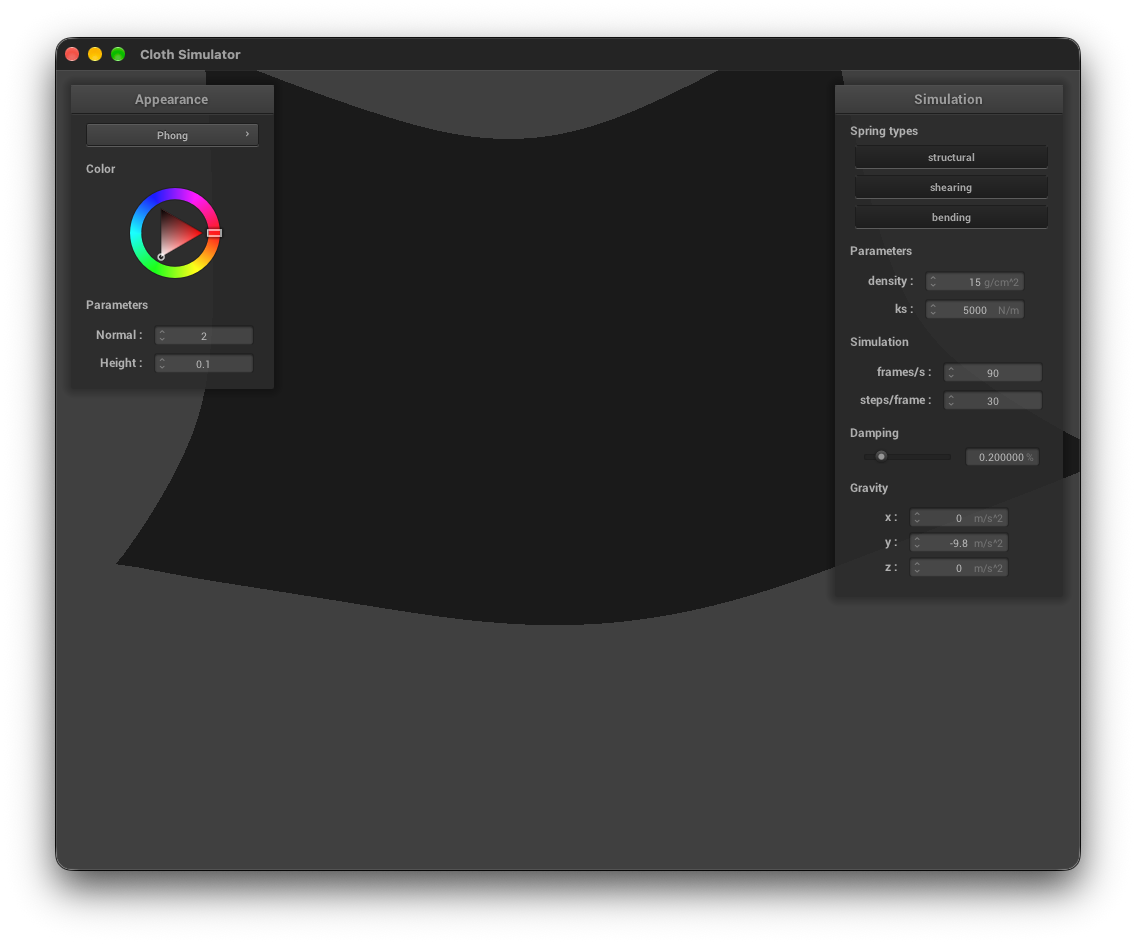 Cloth Simulator
Appearance
Phong ›
Color
Parameters
Normal : 2
Height : 0.1
Simulation
Spring types
structural
shearing
bending
Parameters
density : 15 g/cm^2
ks : 5000 N/m
Simulation
frames/s : 90
steps/frame : 30
Damping
0.200000 %
Gravity
x : 0 m/s^2
y : -9.8 m/s^2
z : 0 m/s^2